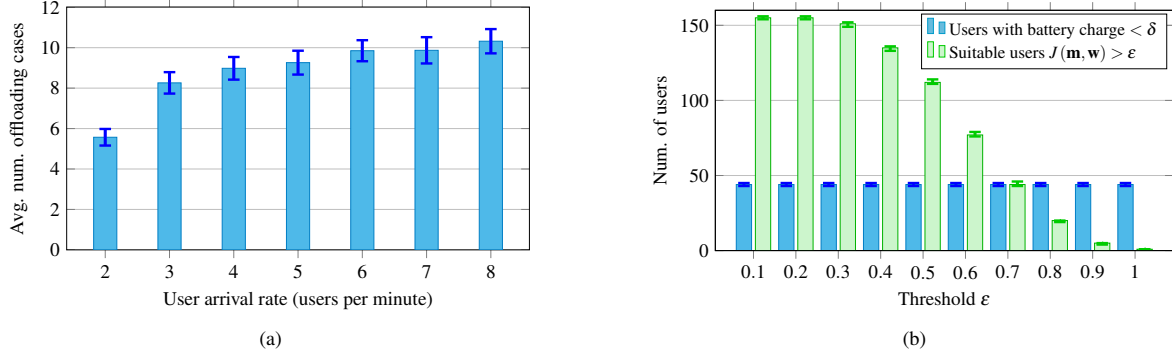 12
10
8
6
4
2
0
Avg. num. offloading cases
2 3 4 5 6 7 8
User arrival rate (users per minute)
(a)
150
100
50
0
Num. of users
Users with battery charge < δ
Suitable users J(m, w) > ε
0.1 0.2 0.3 0.4 0.5 0.6 0.7 0.8 0.9 1
Threshold ε
(b)